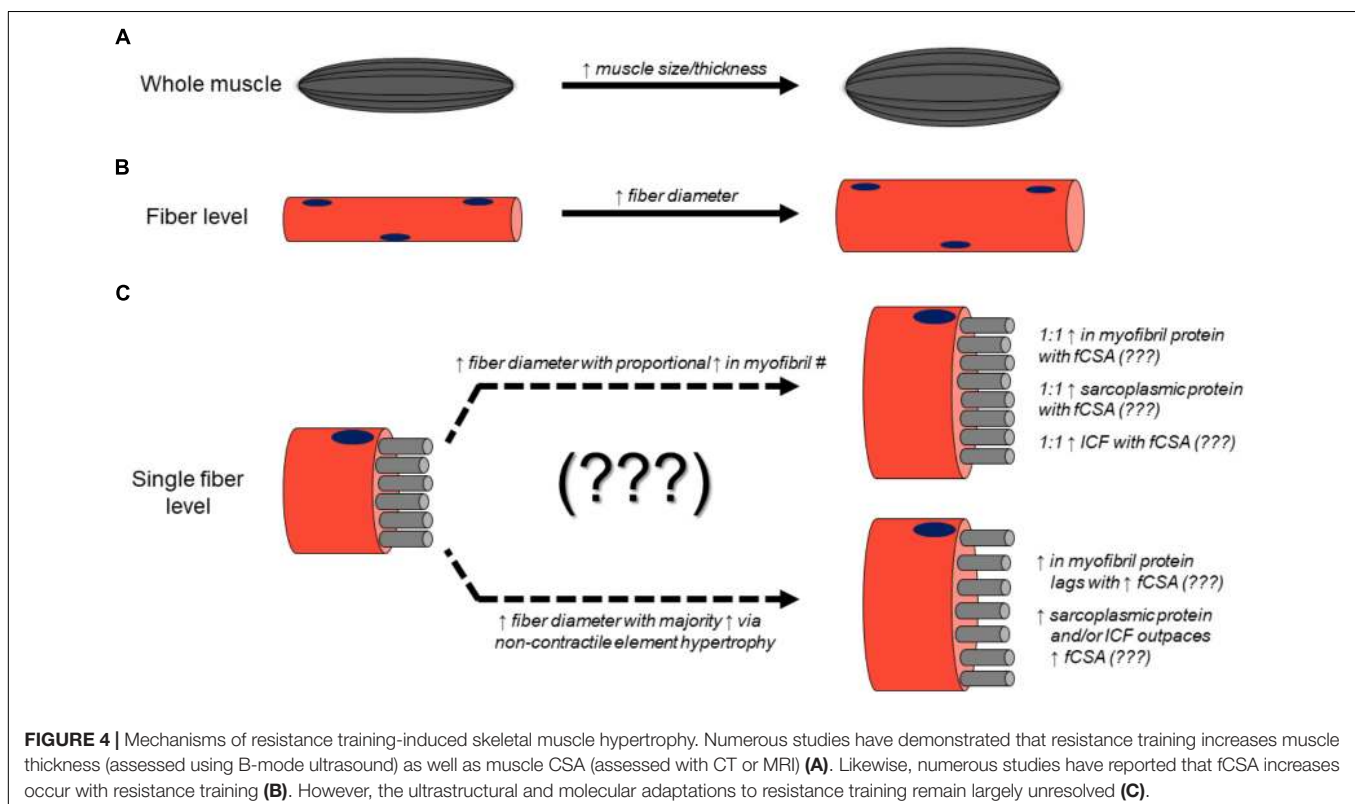 A
Whole muscle
↑ muscle size/thickness
B
Fiber level
↑ fiber diameter
C
Single fiber
level
↑ fiber diameter with proportional ↑ in myofibril #
(???)
↑ fiber diameter with majority ↑ via
non-contractile element hypertrophy
1:1 ↑ in myofibril protein
with fCSA (???)
1:1 ↑ sarcoplasmic protein
with fCSA (???)
1:1 ↑ ICF with fCSA (???)
↑ in myofibril protein
lags with ↑ fCSA (???)
↑ sarcoplasmic protein
and/or ICF outpaces
↑ fCSA (???)
FIGURE 4 | Mechanisms of resistance training-induced skeletal muscle hypertrophy. Numerous studies have demonstrated that resistance training increases muscle
thickness (assessed using B-mode ultrasound) as well as muscle CSA (assessed with CT or MRI) (A). Likewise, numerous studies have reported that fCSA increases
occur with resistance training (B). However, the ultrastructural and molecular adaptations to resistance training remain largely unresolved (C).